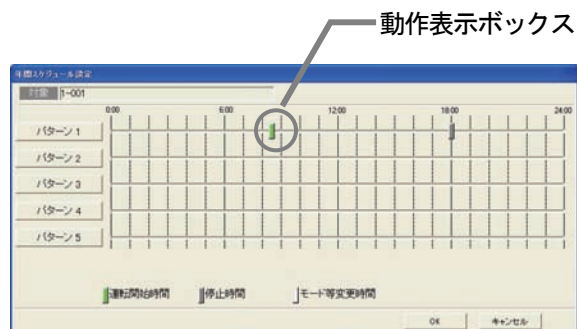 動作表示ボックス
年間スケジュール設定
対象 1-001
0:00 6:00 12:00 18:00 24:00
パターン 1
パターン 2
パターン 3
パターン 4
パターン 5
運転開始時間 停止時間 モード等変更時間
OK キャンセル